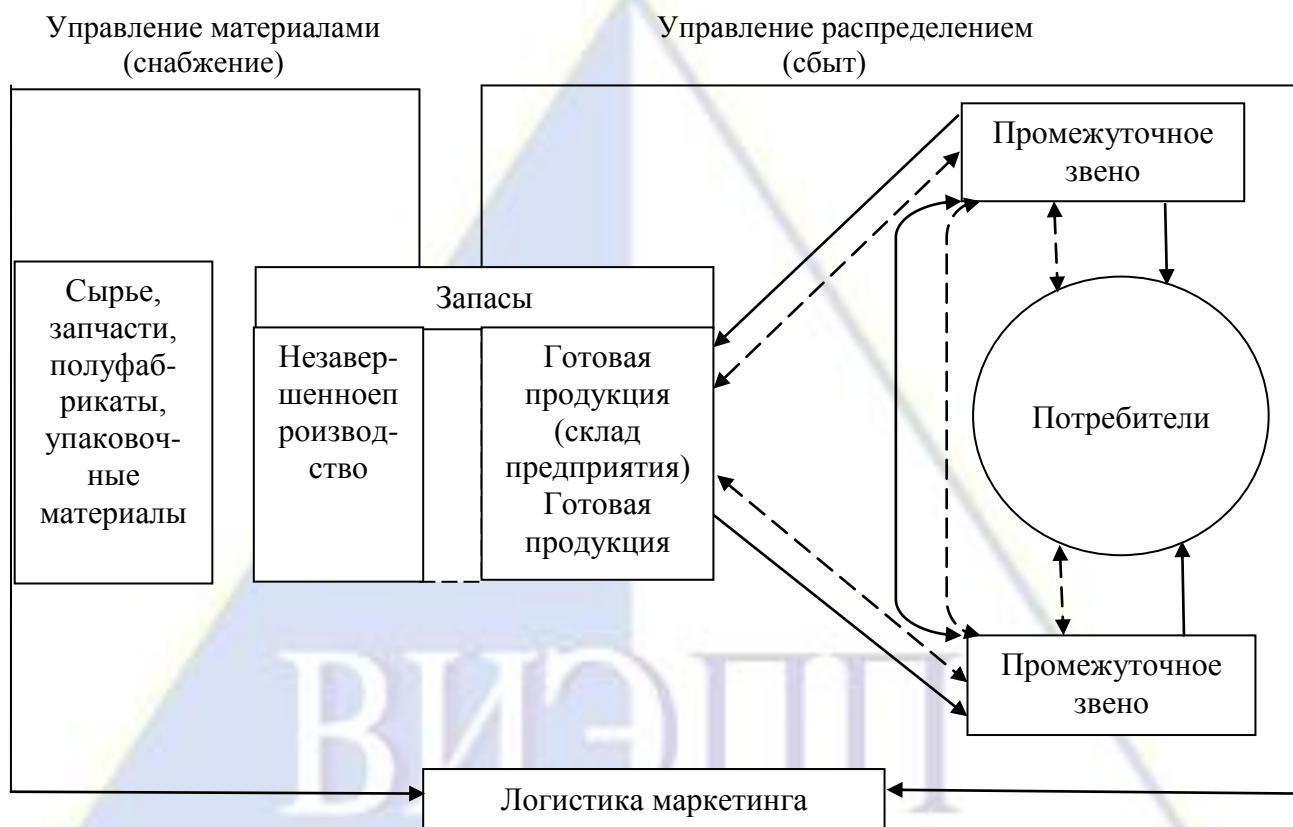 Управление материалами
(снабжение)
Управление распределением
(сбыт)
Промежуточное
звено
Сырье,
запчасти,
полуфаб-
рикаты,
упаковоч-
ные
материалы
Запасы
Незавер-
шенноеп
роизвод-
ство
Готовая
продукция
(склад
предприятия)
Готовая
продукция
Потребители
Промежуточное
звено
ВИЭПП
Логистика маркетинга